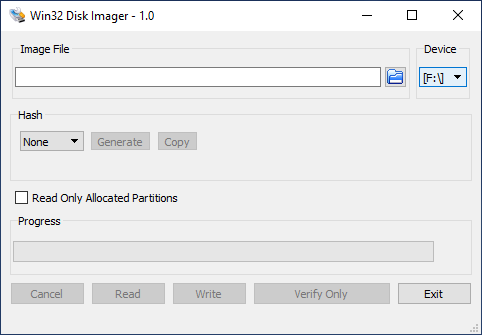 Win32 Disk Imager - 1.0
Image File
Device
[F:\]
Hash
None
Generate
Copy
Read Only Allocated Partitions
Progress
Cancel
Read
Write
Verify Only
Exit